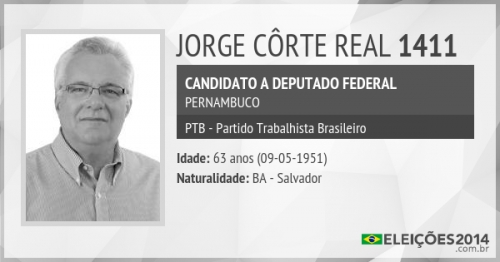 JORGE CÔRTE REAL 1411
CANDIDATO A DEPUTADO FEDERAL
PERNAMBUCO
PTB - Partido Trabalhista Brasileiro
Idade: 63 anos (09-05-1951)
Naturalidade: BA - Salvador
ELEIÇÕES2014
.com.br